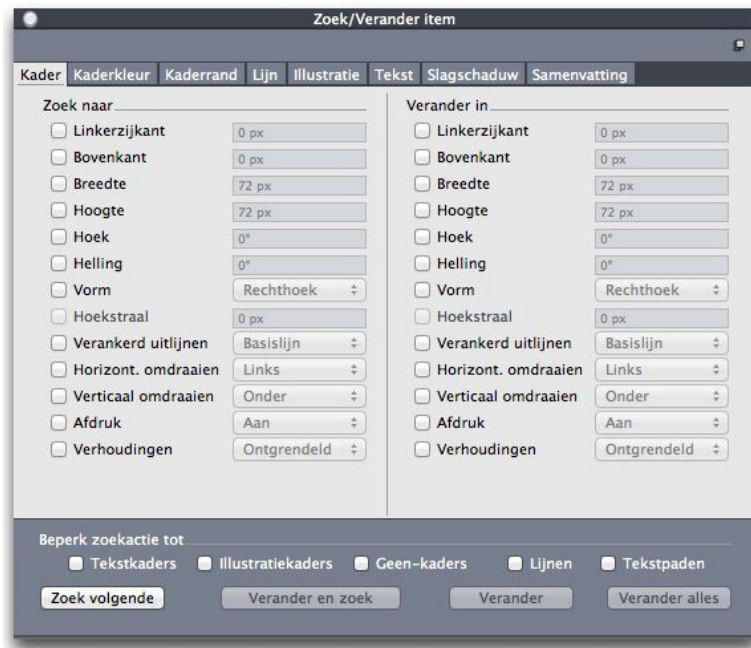 Zoek/Verander item
Kader Kaderkleur Kaderrand Lijn Illustratie Tekst Slagschaduw Samenvatting
Zoek naar
Linkerzijkant 0 px
Bovenkant 0 px
Breedte 72 px
Hoogte 72 px
Hoek 0°
Helling 0°
Vorm Rechthoek
Hoekstraal 0 px
Verankerd uitlijnen Basislijn
Horizont. omdraaien Links
Verticaal omdraaien Onder
Afdruk Aan
Verhoudingen Ontgrendeld
Verander in
Linkerzijkant 0 px
Bovenkant 0 px
Breedte 72 px
Hoogte 72 px
Hoek 0°
Helling 0°
Vorm Rechthoek
Hoekstraal 0 px
Verankerd uitlijnen Basislijn
Horizont. omdraaien Links
Verticaal omdraaien Onder
Afdruk Aan
Verhoudingen Ontgrendeld
Beperk zoekactie tot
Tekstkaders Illustratiekaders Geen-kaders Lijnen Tekstpaden
Zoek volgende Verander en zoek Verander Verander alles